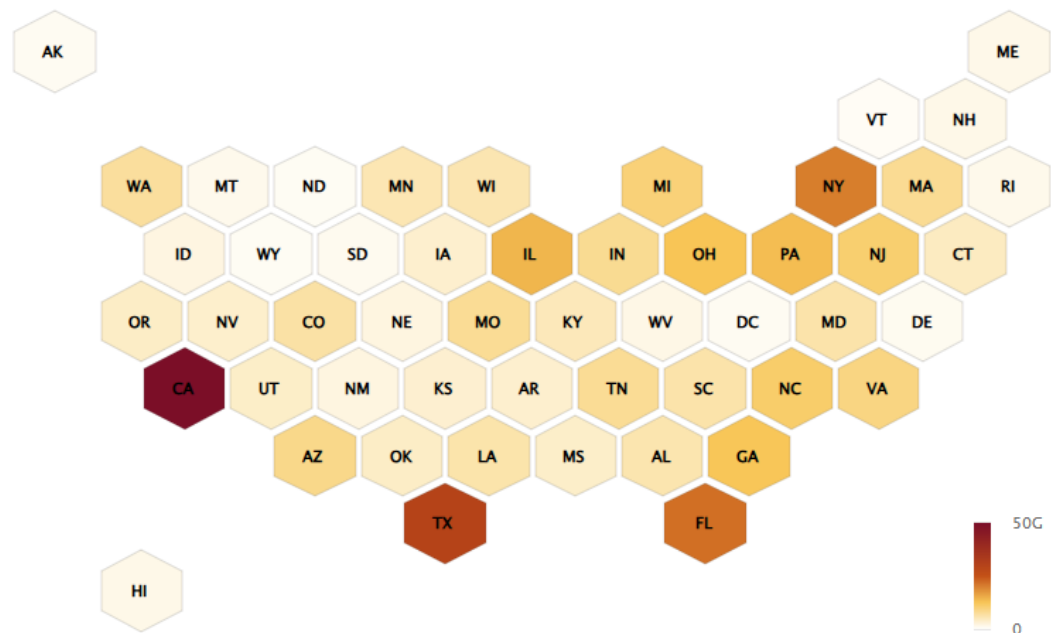 AK ME
VT NH
WA MT ND MN WI MI NY MA RI
ID WY SD IA IL IN OH PA NJ CT
OR NV CO NE MO KY WV DC MD DE
CA UT NM KS AR TN SC NC VA
AZ OK LA MS AL GA
TX FL
50G
HI
0